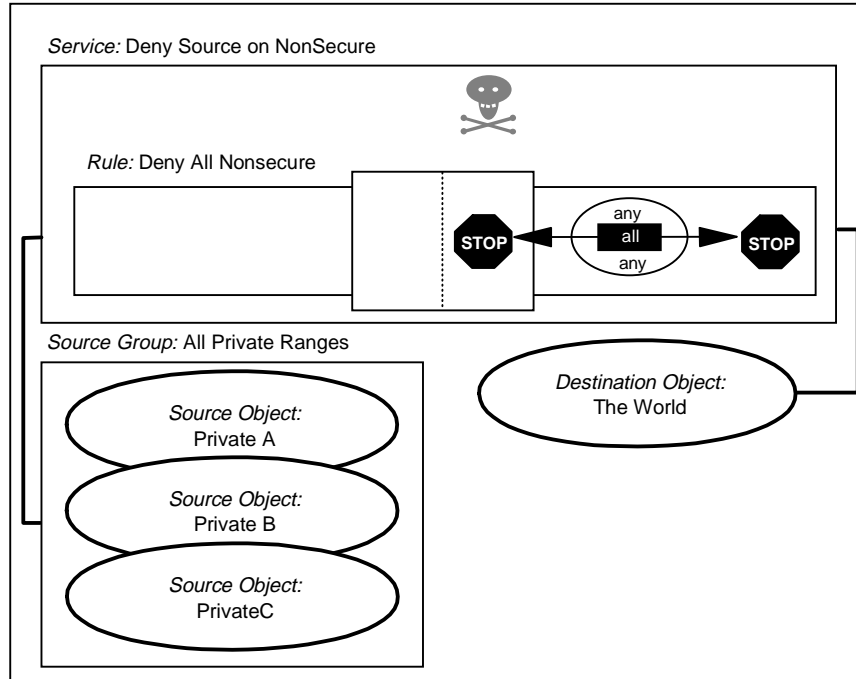 Service: Deny Source on NonSecure
Rule: Deny All Nonsecure
any
STOP
all
STOP
any
Source Group: All Private Ranges
Source Object:
Private A
Source Object:
Private B
Source Object:
PrivateC
Destination Object:
The World